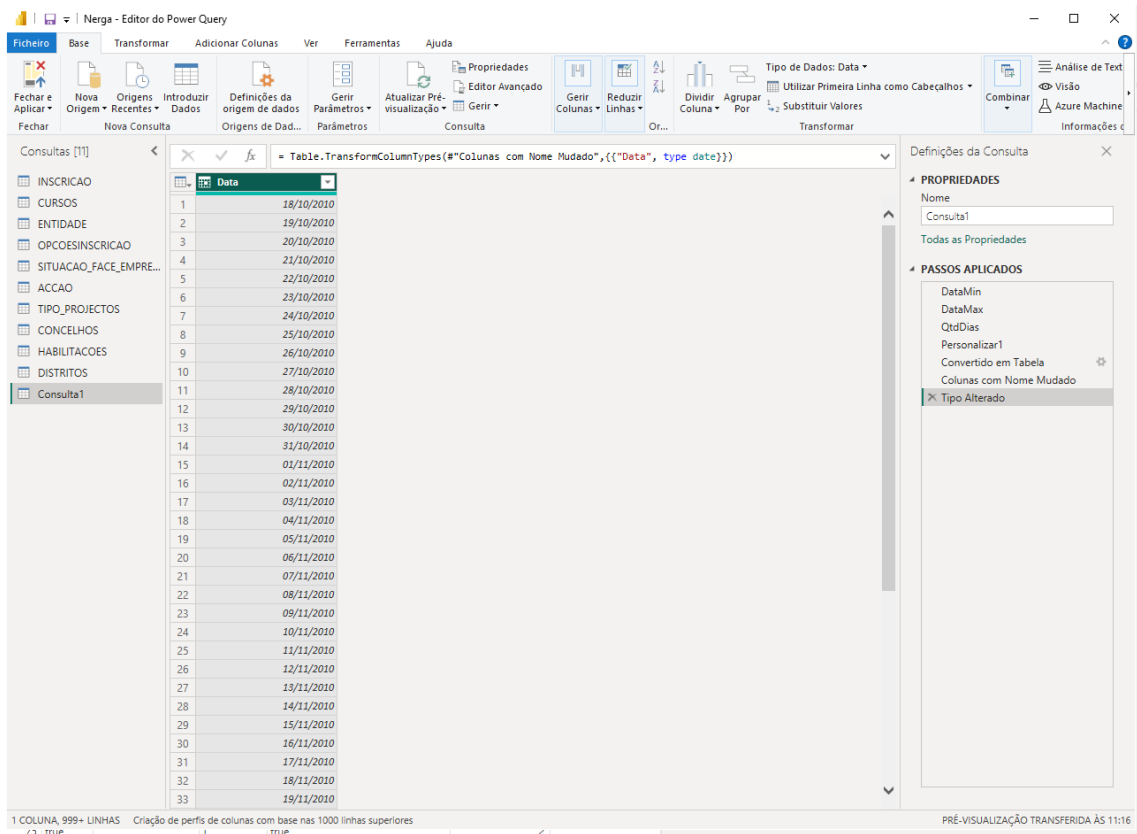 Nerga - Editor do Power Query
Ficheiro Base Transformar Adicionar Colunas Ver Ferramentas Ajuda
Fechar e Aplicar
Fechar
Nova Origem
Origens Recentes
Introduzir Dados
Nova Consulta
Definições da origem de dados
Origens de Dad...
Gerir Parâmetros
Parâmetros
Atualizar Pré-visualização
Propriedades
Editor Avançado
Gerir
Consulta
Gerir Colunas
Reduzir Linhas
Or...
Dividir Coluna
Agrupar Por
Tipo de Dados: Data
Utilizar Primeira Linha como Cabeçalhos
Substituir Valores
Transformar
Combinar
Análise de Text
Visão
Azure Machine
Informações
Consultas [11]
INSCRICAO
CURSOS
ENTIDADE
OPCOESINSCRICAO
SITUACAO_FACE_EMPRE...
ACCAO
TIPO_PROJECTOS
CONCELHOS
HABILITACOES
DISTRITOS
Consulta1
fx = Table.TransformColumnTypes(#"Colunas com Nome Mudado",{{"Data", type date}})
Data
1 18/10/2010
2 19/10/2010
3 20/10/2010
4 21/10/2010
5 22/10/2010
6 23/10/2010
7 24/10/2010
8 25/10/2010
9 26/10/2010
10 27/10/2010
11 28/10/2010
12 29/10/2010
13 30/10/2010
14 31/10/2010
15 01/11/2010
16 02/11/2010
17 03/11/2010
18 04/11/2010
19 05/11/2010
20 06/11/2010
21 07/11/2010
22 08/11/2010
23 09/11/2010
24 10/11/2010
25 11/11/2010
26 12/11/2010
27 13/11/2010
28 14/11/2010
29 15/11/2010
30 16/11/2010
31 17/11/2010
32 18/11/2010
33 19/11/2010
Definições da Consulta
PROPRIEDADES
Nome
Consulta1
Todas as Propriedades
PASSOS APLICADOS
DataMin
DataMax
QtdDias
Personalizar1
Convertido em Tabela
Colunas com Nome Mudado
Tipo Alterado
1 COLUNA, 999+ LINHAS Criação de perfis de colunas com base nas 1000 linhas superiores
PRÉ-VISUALIZAÇÃO TRANSFERIDA ÀS 11:16